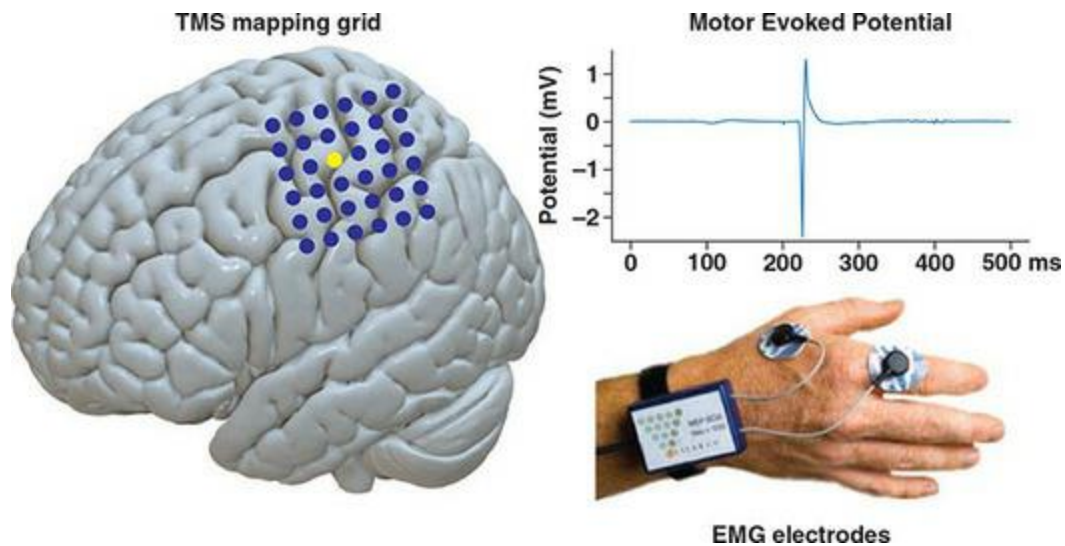 TMS mapping grid
Motor Evoked Potential
Potential (mV)
1
0
−1
−2
0 100 200 300 400 500 ms
EMG electrodes